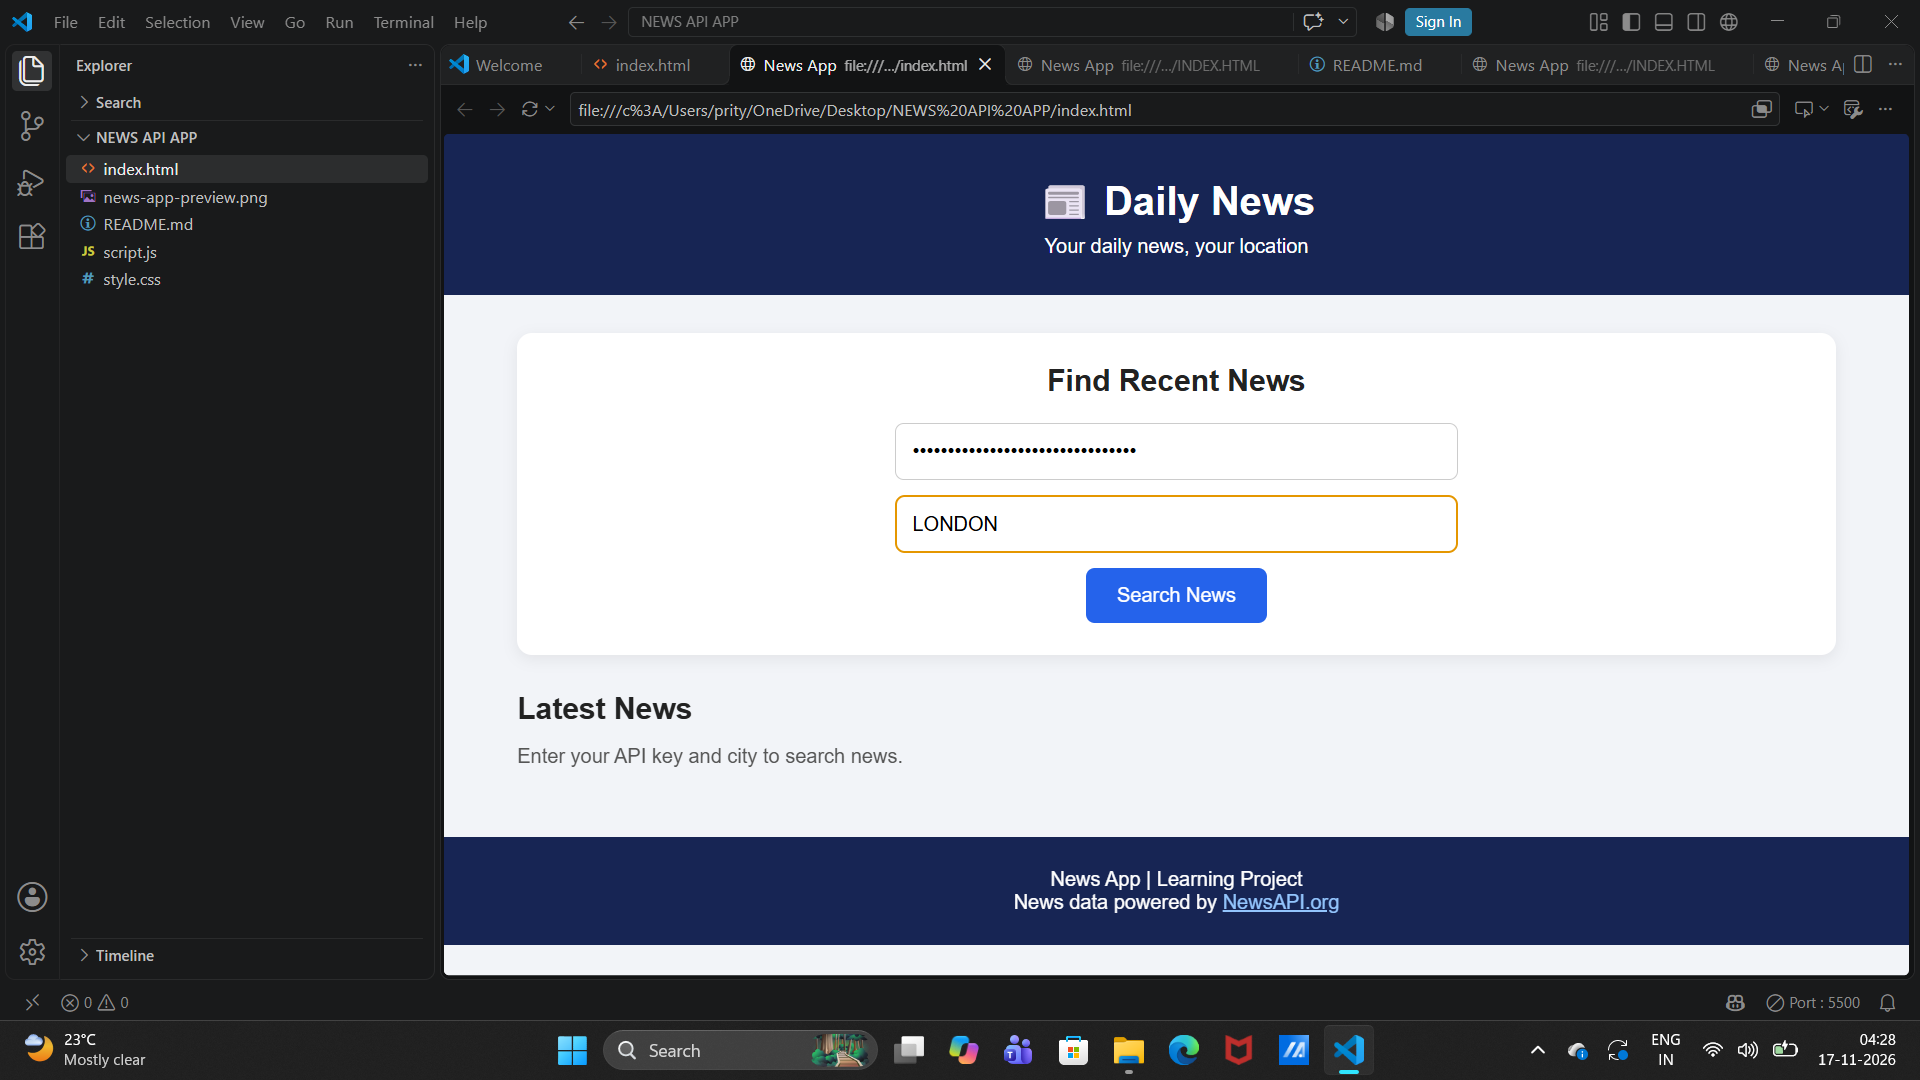 File Edit Selection View Go Run Terminal Help
NEWS API APP
Sign In
Explorer
Search
NEWS API APP
index.html
news-app-preview.png
README.md
JS script.js
# style.css
Timeline
Welcome
index.html
News App file:///.../index.html
News App file:///.../INDEX.HTML
README.md
News App file:///.../INDEX.HTML
News A
file:///c%3A/Users/prity/OneDrive/Desktop/NEWS%20API%20APP/index.html
Daily News
Your daily news, your location
Find Recent News
••••••••••••••••••••••••••••••••
LONDON
Search News
Latest News
Enter your API key and city to search news.
News App | Learning Project
News data powered by NewsAPI.org
0 0
Port : 5500
23°C
Mostly clear
Search
ENG
IN
04:28
17-11-2026